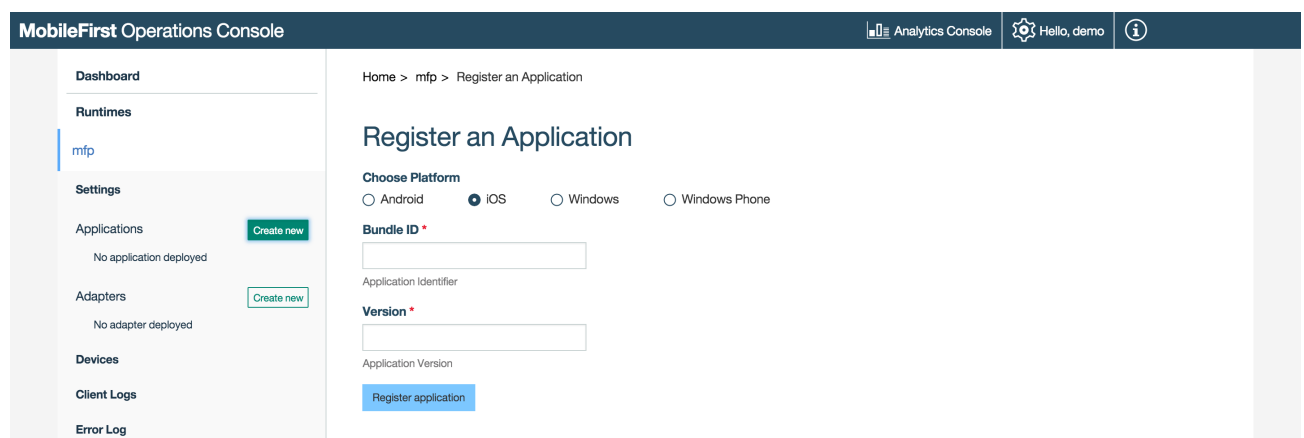 MobileFirst Operations Console
Analytics Console
Hello, demo
Dashboard
Runtimes
mfp
Settings
Applications Create new
No application deployed
Adapters Create new
No adapter deployed
Devices
Client Logs
Error Log
Home > mfp > Register an Application
Register an Application
Choose Platform
Android iOS Windows Windows Phone
Bundle ID *
Application Identifier
Version *
Application Version
Register application